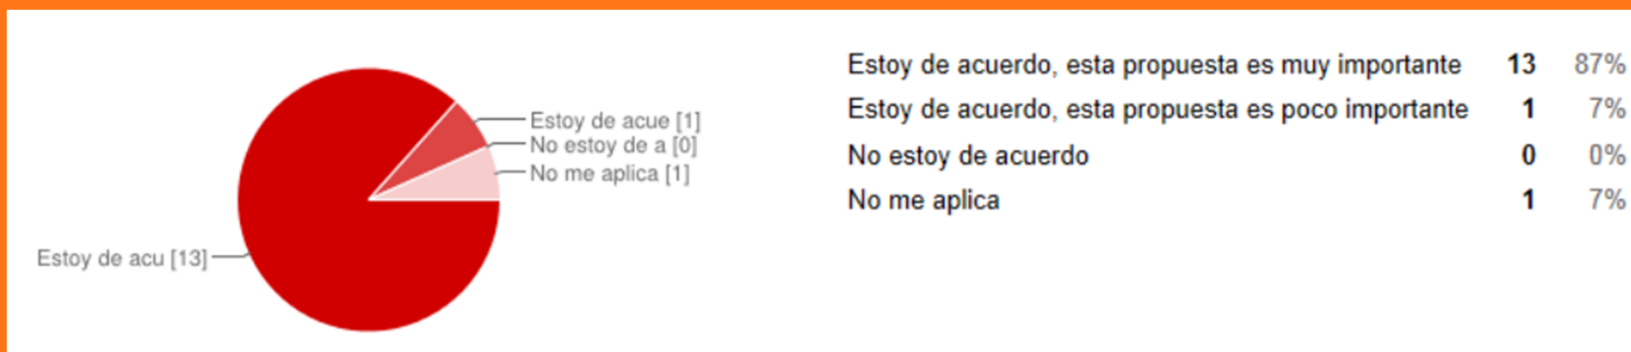 Estoy de acue [1]
No estoy de a [0]
No me aplica [1]
Estoy de acu [13]
Estoy de acuerdo, esta propuesta es muy importante 13 87%
Estoy de acuerdo, esta propuesta es poco importante 1 7%
No estoy de acuerdo 0 0%
No me aplica 1 7%